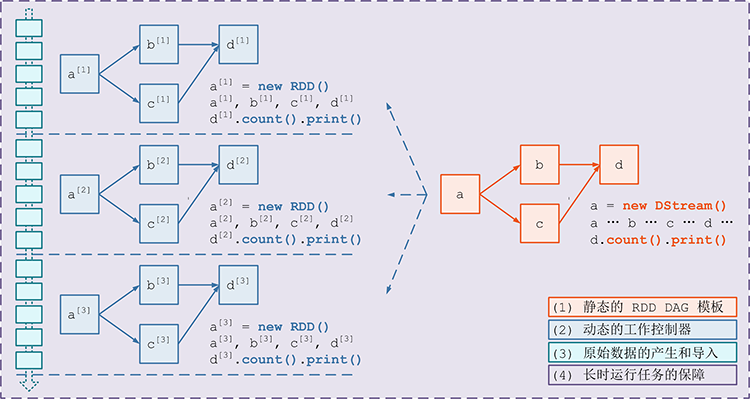 b[1]
d[1]
a[1]
c[1]
a[1] = new RDD()
a[1], b[1], c[1], d[1]
d[1].count().print()
b[2]
d[2]
a[2]
c[2]
a[2] = new RDD()
a[2], b[2], c[2], d[2]
d[2].count().print()
b[3]
d[3]
a[3]
c[3]
a[3] = new RDD()
a[3], b[3], c[3], d[3]
d[3].count().print()
b
d
a
c
a = new DStream()
a … b … c … d …
d.count().print()
(1) 静态的 RDD DAG 模板
(2) 动态的工作控制器
(3) 原始数据的产生和导入
(4) 长时运行任务的保障